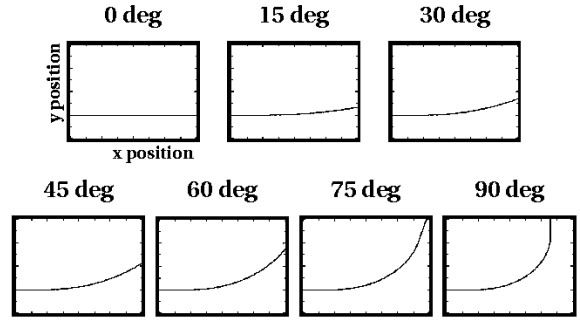 0 deg
15 deg
30 deg
y position
x position
45 deg
60 deg
75 deg
90 deg